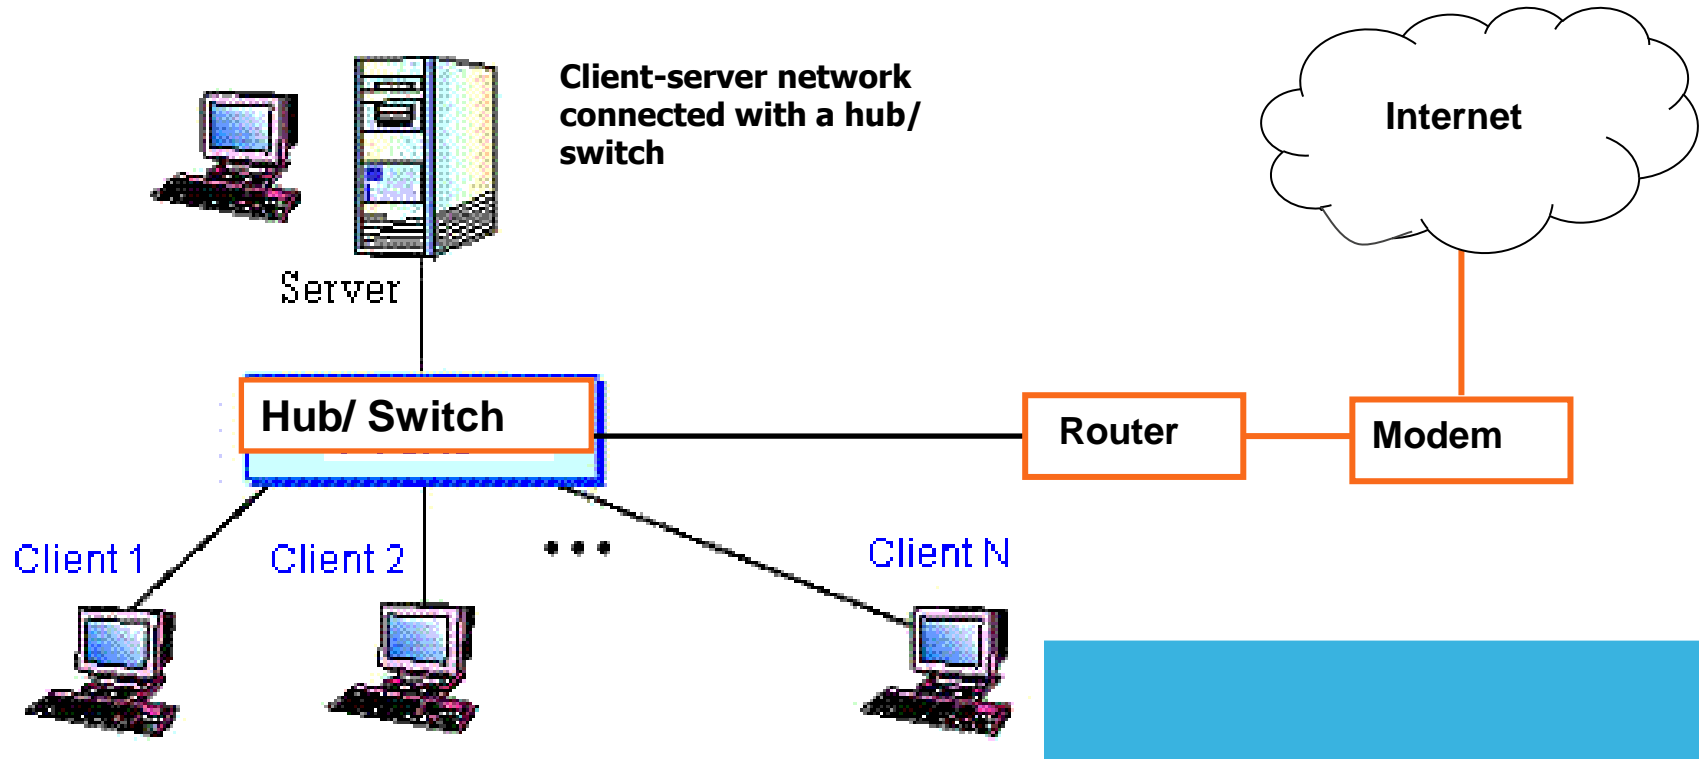 Client-server network
connected with a hub/
switch
Internet
Server
Hub/ Switch
Router
Modem
Client 1
Client 2
...
Client N